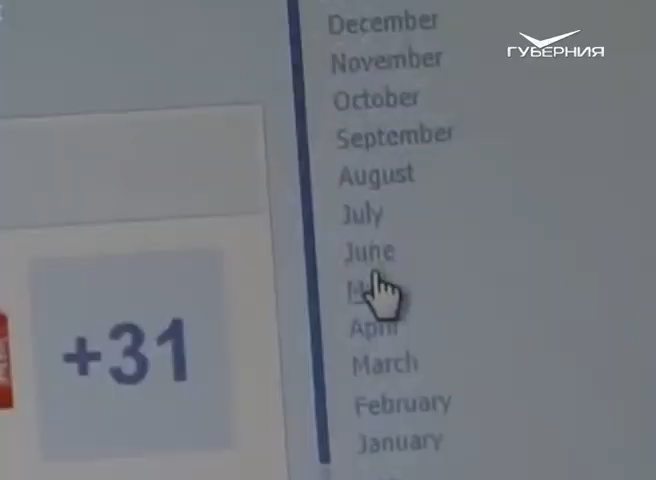 December
ГУБЕРНИЯ
November
October
September
August
July
June
April
March
February
January
+31